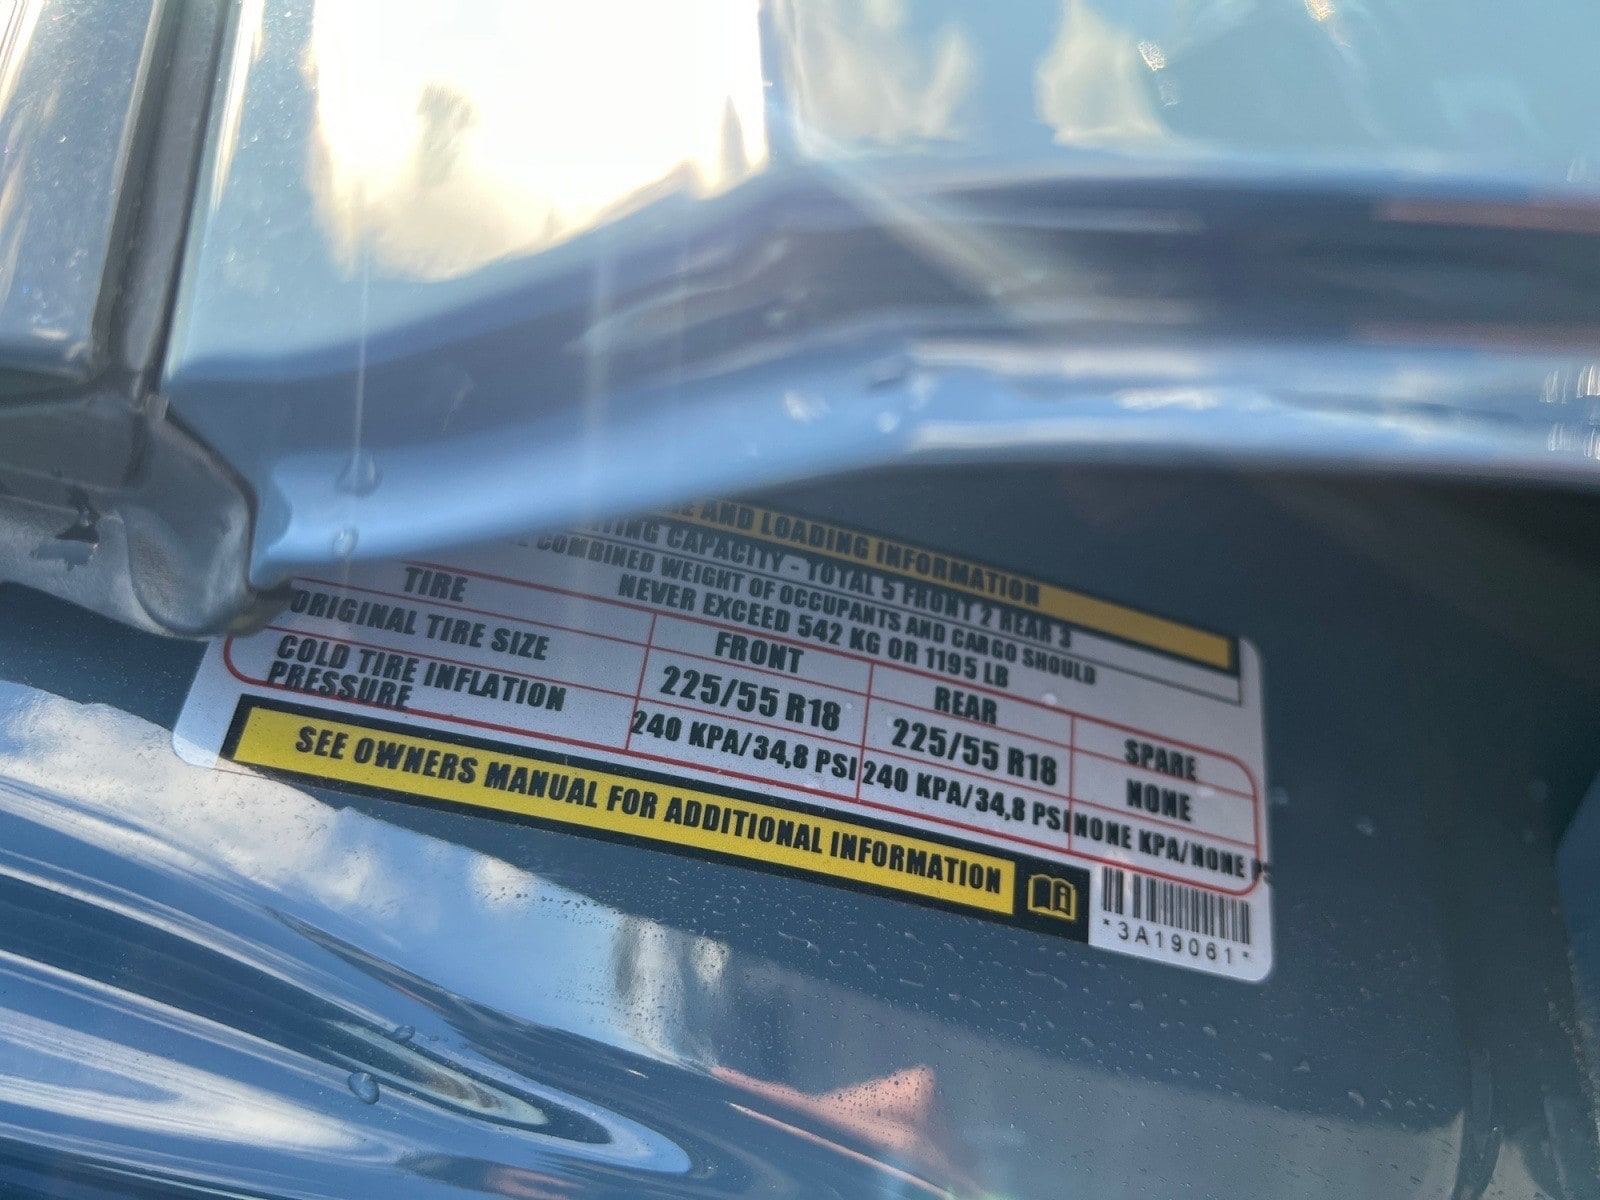 AND LOADING INFORMATION
CAPACITY - TOTAL 5 FRONT 2 REAR 3
COMBINED WEIGHT OF OCCUPANTS AND CARGO SHOULD
NEVER EXCEED 542 KG OR 1195 LB
TIRE FRONT REAR SPARE
ORIGINAL TIRE SIZE 225/55 R18 225/55 R18 NONE
COLD TIRE INFLATION
PRESSURE 240 KPA/34,8 PSI 240 KPA/34,8 PSI NONE KPA/NONE
SEE OWNERS MANUAL FOR ADDITIONAL INFORMATION
*3A19061*